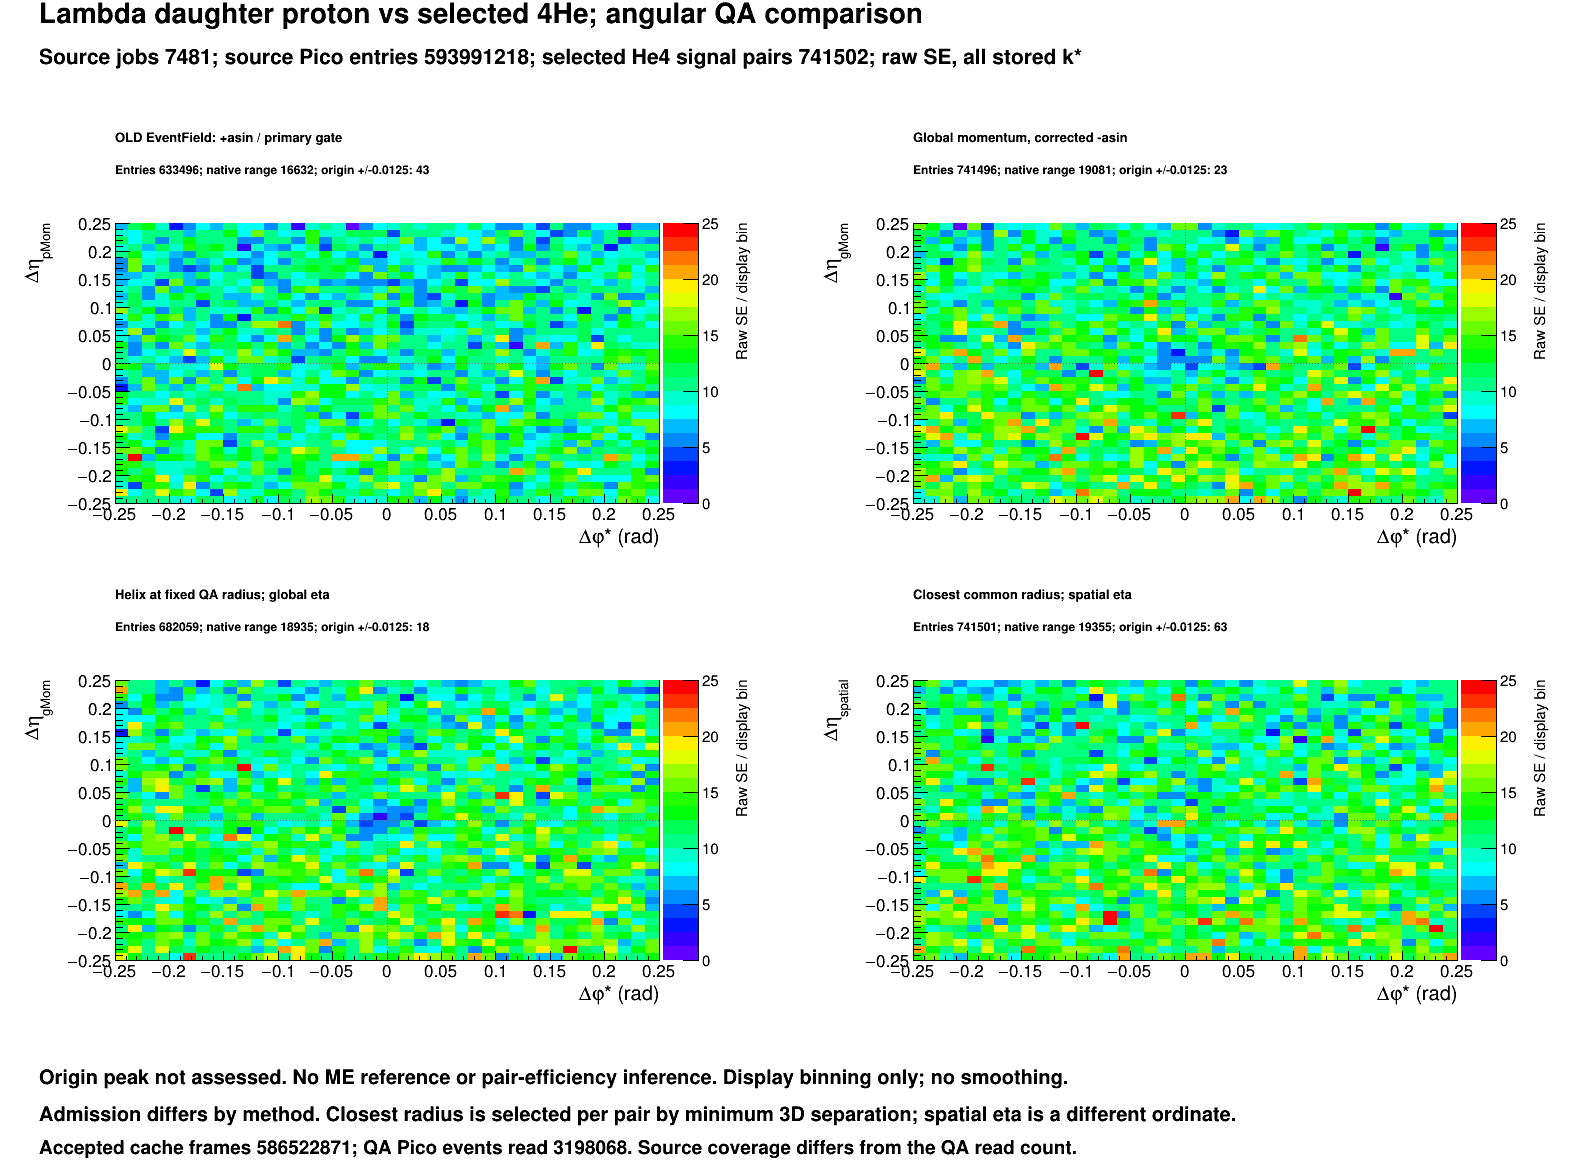 Lambda daughter proton vs selected 4He; angular QA comparison
Source jobs 7481; source Pico entries 593991218; selected He4 signal pairs 741502; raw SE, all stored k*
OLD EventField: +asin / primary gate
Entries 633496; native range 16632; origin +/-0.0125: 43
Δη pMom
0.25
0.2
0.15
0.1
0.05
0
−0.05
−0.1
−0.15
−0.2
−0.25
−0.25 −0.2 −0.15 −0.1 −0.05 0 0.05 0.1 0.15 0.2 0.25
Δφ* (rad)
25
20
15
10
5
0
Raw SE / display bin
Global momentum, corrected -asin
Entries 741496; native range 19081; origin +/-0.0125: 23
Δη gMom
0.25
0.2
0.15
0.1
0.05
0
−0.05
−0.1
−0.15
−0.2
−0.25
−0.25 −0.2 −0.15 −0.1 −0.05 0 0.05 0.1 0.15 0.2 0.25
Δφ* (rad)
25
20
15
10
5
0
Raw SE / display bin
Helix at fixed QA radius; global eta
Entries 682059; native range 18935; origin +/-0.0125: 18
Δη gMom
0.25
0.2
0.15
0.1
0.05
0
−0.05
−0.1
−0.15
−0.2
−0.25
−0.25 −0.2 −0.15 −0.1 −0.05 0 0.05 0.1 0.15 0.2 0.25
Δφ* (rad)
25
20
15
10
5
0
Raw SE / display bin
Closest common radius; spatial eta
Entries 741501; native range 19355; origin +/-0.0125: 63
Δη spatial
0.25
0.2
0.15
0.1
0.05
0
−0.05
−0.1
−0.15
−0.2
−0.25
−0.25 −0.2 −0.15 −0.1 −0.05 0 0.05 0.1 0.15 0.2 0.25
Δφ* (rad)
25
20
15
10
5
0
Raw SE / display bin
Origin peak not assessed. No ME reference or pair-efficiency inference. Display binning only; no smoothing.
Admission differs by method. Closest radius is selected per pair by minimum 3D separation; spatial eta is a different ordinate.
Accepted cache frames 586522871; QA Pico events read 3198068. Source coverage differs from the QA read count.